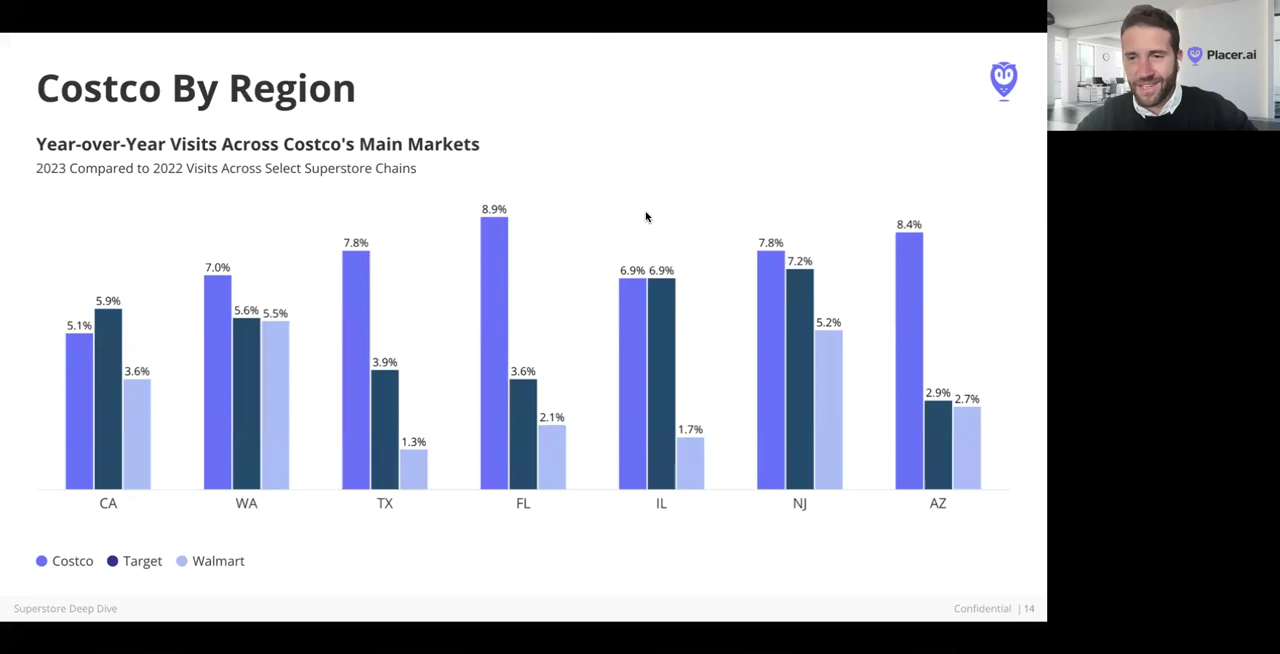 Costco By Region
Placer.ai
Year-over-Year Visits Across Costco's Main Markets
2023 Compared to 2022 Visits Across Select Superstore Chains
5.1% 5.9% 3.6%
7.0% 5.6% 5.5%
7.8% 3.9% 1.3%
8.9% 3.6% 2.1%
6.9% 6.9% 1.7%
7.8% 7.2% 5.2%
8.4% 2.9% 2.7%
CA WA TX FL IL NJ AZ
Costco Target Walmart
Superstore Deep Dive Confidential | 14